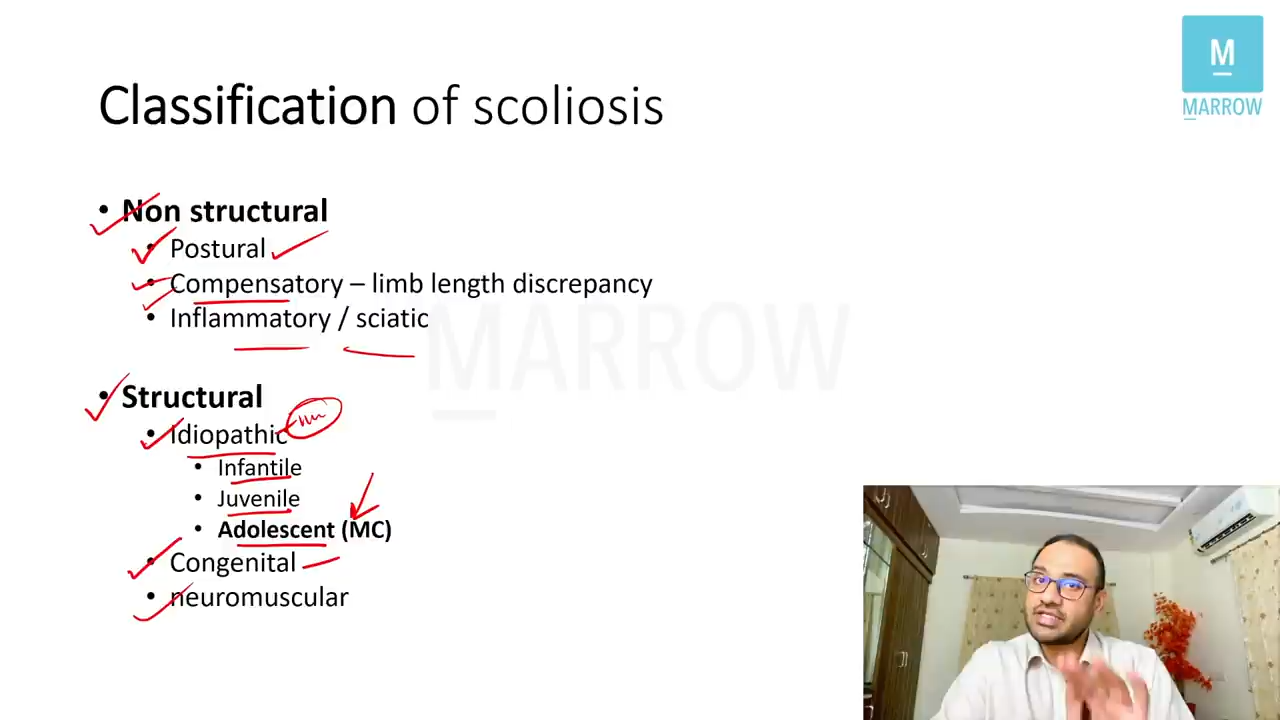 M
MARROW
Classification of scoliosis
• Non structural
• Postural
• Compensatory – limb length discrepancy
• Inflammatory / sciatic
MARROW
• Structural
• Idiopathic
• Infantile
• Juvenile
• Adolescent (MC)
• Congenital
• neuromuscular